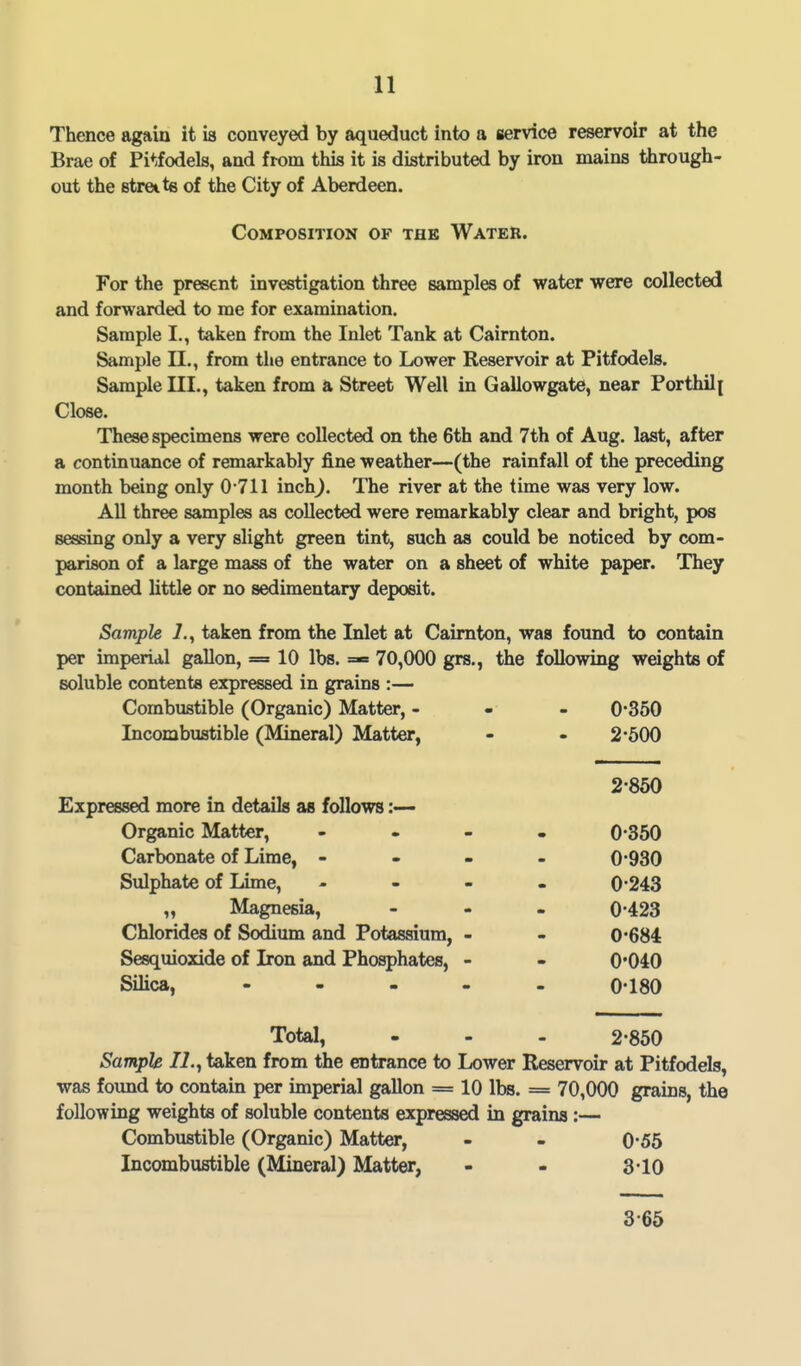 11
Thence again it is conveyed by aqueduct into a service reservoir at the
Brae of Pitfodels, and from this it is distributed by iron mains through-
out the streets of the City of Aberdeen.
Composition of the Water.
For the present investigation three samples of water were collected
and forwarded to me for examination.
Sample I., taken from the Inlet Tank at Cairnton.
Sample II., from the entrance to Lower Reservoir at Pitfodels.
Sample III., taken from a Street Well in Gallowgate, near Porthill
Close.
These specimens were collected on the 6th and 7th of Aug. last, after
a continuance of remarkably fine weather—(the rainfall of the preceding
month being only 0·711 inch). The river at the time was very low.
All three samples as collected were remarkably clear and bright, pos
sessing only a very slight green tint, such as could be noticed by com-
parison of a large mass of the water on a sheet of white paper. They
contained little or no sedimentary deposit.
Sample I., taken from the Inlet at Cairnton, was found to contain
per imperial gallon, = 10 lbs. = 70,000 grs., the following weights of
soluble contents expressed in grains :—
Combustible (Organic) Matter, - - - 0·350
Incombustible (Mineral) Matter, - - 2·500
2·850
Expressed more in details as follows :—
Organic Matter, - - - - 0·350
Carbonate of Lime, - - - - 0·930
Sulphate of Lime, - - - - 0·243
„ Magnesia, - - - 0·423
Chlorides of Sodium and Potassium, - - 0·684
Sesquioxide of Iron and Phosphates, - - 0·040
Silica, - - - - - 0·180
Total, - - - 2·850
Sample II., taken from the entrance to Lower Reservoir at Pitfodels,
was found to contain per imperial gallon = 10 lbs. = 70,000 grains, the
following weights of soluble contents expressed in grains :—
Combustible (Organic) Matter, - - 0·55
Incombustible (Mineral) Matter, - - 3·10
3·65